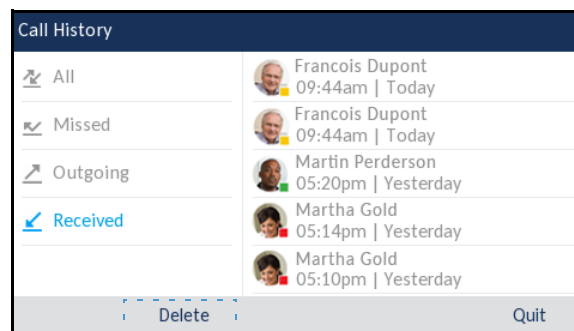 Call History
All
Missed
Outgoing
Received
Francois Dupont
09:44am | Today
Francois Dupont
09:44am | Today
Martin Perderson
05:20pm | Yesterday
Martha Gold
05:14pm | Yesterday
Martha Gold
05:10pm | Yesterday
Delete
Quit